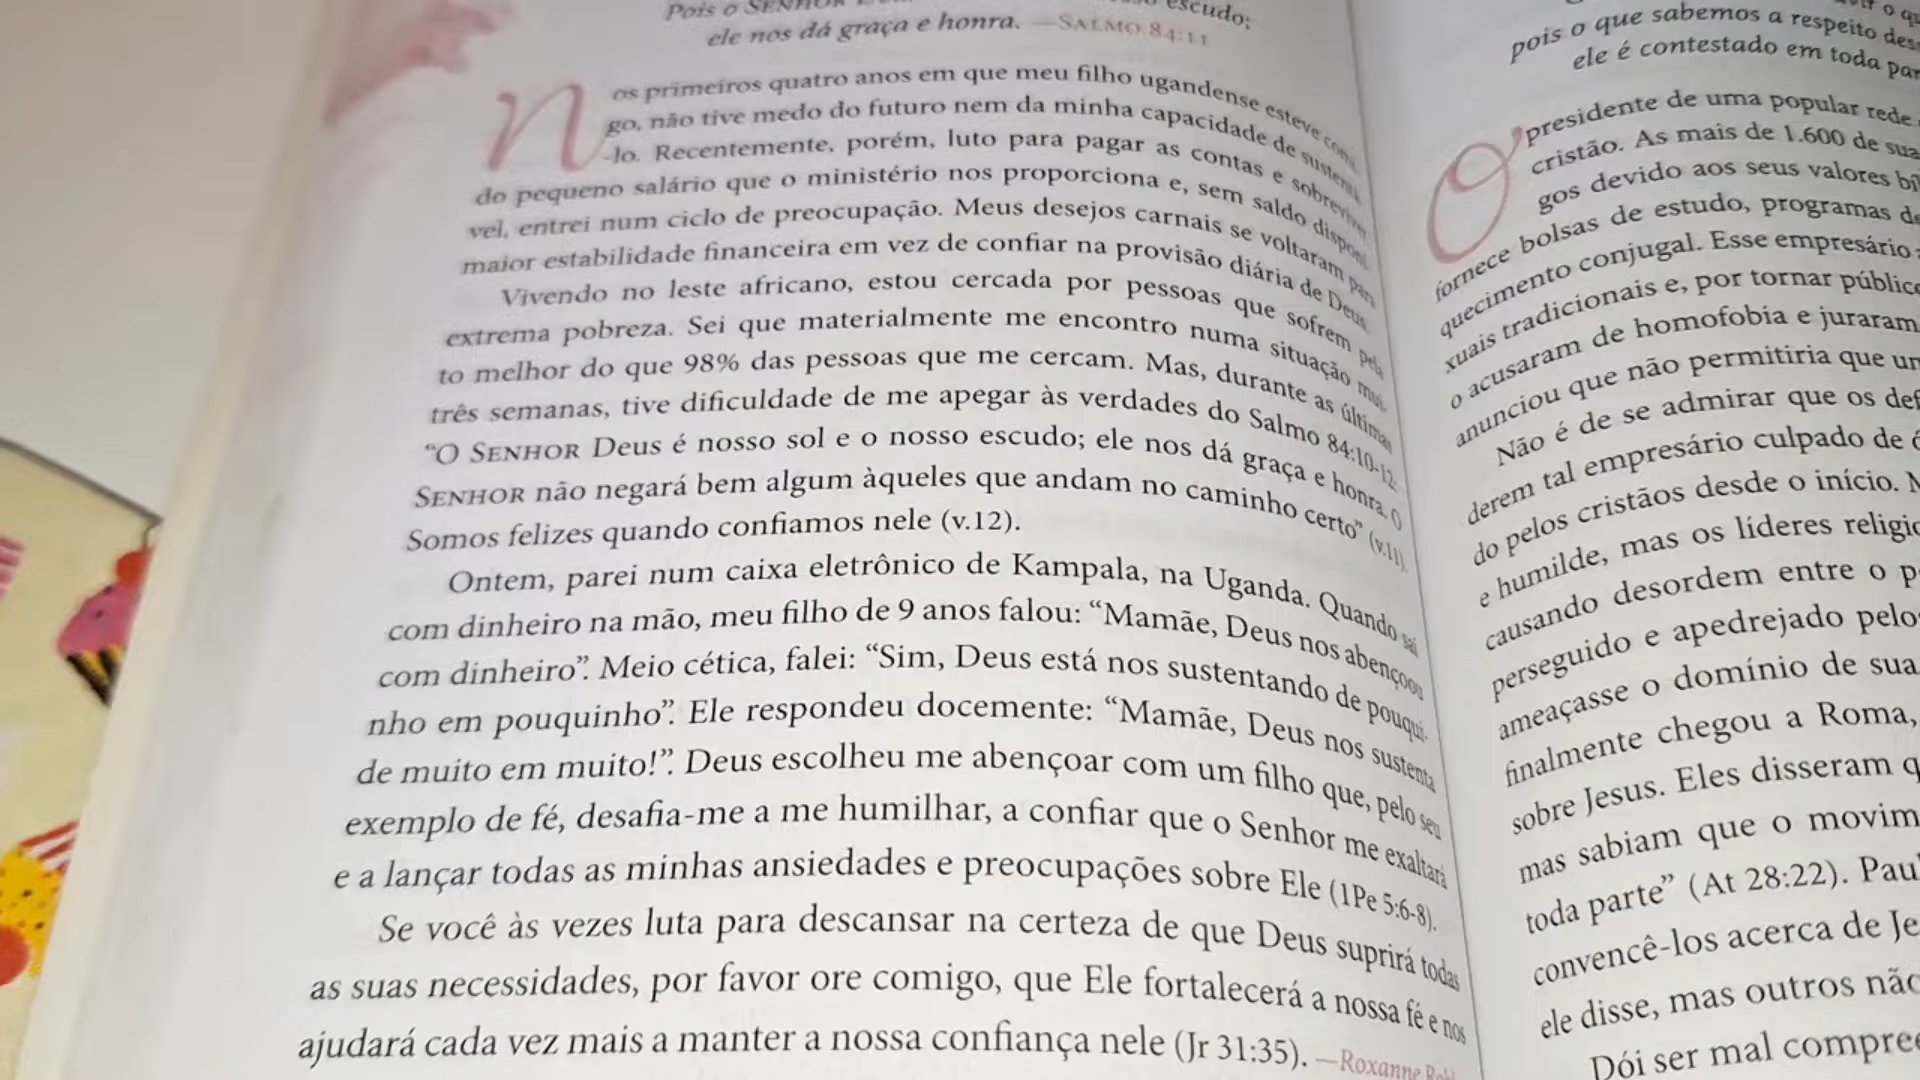 Pois o SENHOR escudo;
ele nos dá graça e honra. —SALMO 84:11
Nos primeiros quatro anos em que meu filho ugandense esteve
go, não tive medo do futuro nem da minha capacidade de sustentá-
-lo. Recentemente, porém, luto para pagar as contas e sobreviver
do pequeno salário que o ministério nos proporciona e, sem saldo disponí-
vel, entrei num ciclo de preocupação. Meus desejos carnais se voltaram para
maior estabilidade financeira em vez de confiar na provisão diária de Deus.
Vivendo no leste africano, estou cercada por pessoas que sofrem pela
extrema pobreza. Sei que materialmente me encontro numa situação mui-
to melhor do que 98% das pessoas que me cercam. Mas, durante as últimas
três semanas, tive dificuldade de me apegar às verdades do Salmo 84:10-12:
“O SENHOR Deus é nosso sol e o nosso escudo; ele nos dá graça e honra. O
SENHOR não negará bem algum àqueles que andam no caminho certo” (v.11).
Somos felizes quando confiamos nele (v.12).
Ontem, parei num caixa eletrônico de Kampala, na Uganda. Quando saí
com dinheiro na mão, meu filho de 9 anos falou: “Mamãe, Deus nos abençoou
com dinheiro”. Meio cética, falei: “Sim, Deus está nos sustentando de pouqui-
nho em pouquinho”. Ele respondeu docemente: “Mamãe, Deus nos sustenta
de muito em muito!”. Deus escolheu me abençoar com um filho que, pelo seu
exemplo de fé, desafia-me a me humilhar, a confiar que o Senhor me exaltará
e a lançar todas as minhas ansiedades e preocupações sobre Ele (1Pe 5:6-8).
Se você às vezes luta para descansar na certeza de que Deus suprirá todas
as suas necessidades, por favor ore comigo, que Ele fortalecerá a nossa fé e nos
ajudará cada vez mais a manter a nossa confiança nele (Jr 31:35). —Roxanne
pois o que sabemos a respeito
ele é contestado em toda
O presidente de uma popular rede
cristão. As mais de 1.600 de
gos devido aos seus valores
fornece bolsas de estudo, programas
quecimento conjugal. Esse empresário
xuais tradicionais e, por tornar
o acusaram de homofobia e juraram
anunciou que não permitiria que
Não é de se admirar que os
derem tal empresário culpado de
do pelos cristãos desde o início.
e humilde, mas os líderes
causando desordem entre o
perseguido e apedrejado
ameaçasse o domínio de sua
finalmente chegou a Roma,
sobre Jesus. Eles disseram
mas sabiam que o
toda parte” (At 28:22).
convencê-los acerca de
ele disse, mas outros
Dói ser mal